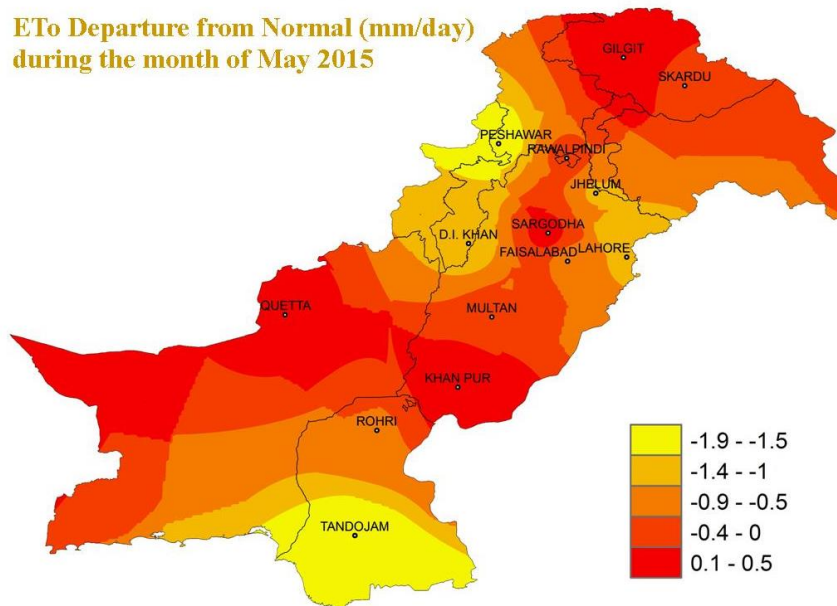 ETo Departure from Normal (mm/day)
during the month of May 2015
GILGIT
SKARDU
PESHAWAR
RAWALPINDI
JHELUM
SARGODHA
D.I. KHAN
FAISALABAD
LAHORE
QUETTA
MULTAN
KHAN PUR
ROHRI
TANDOJAM
-1.9 - -1.5
-1.4 - -1
-0.9 - -0.5
-0.4 - 0
0.1 - 0.5